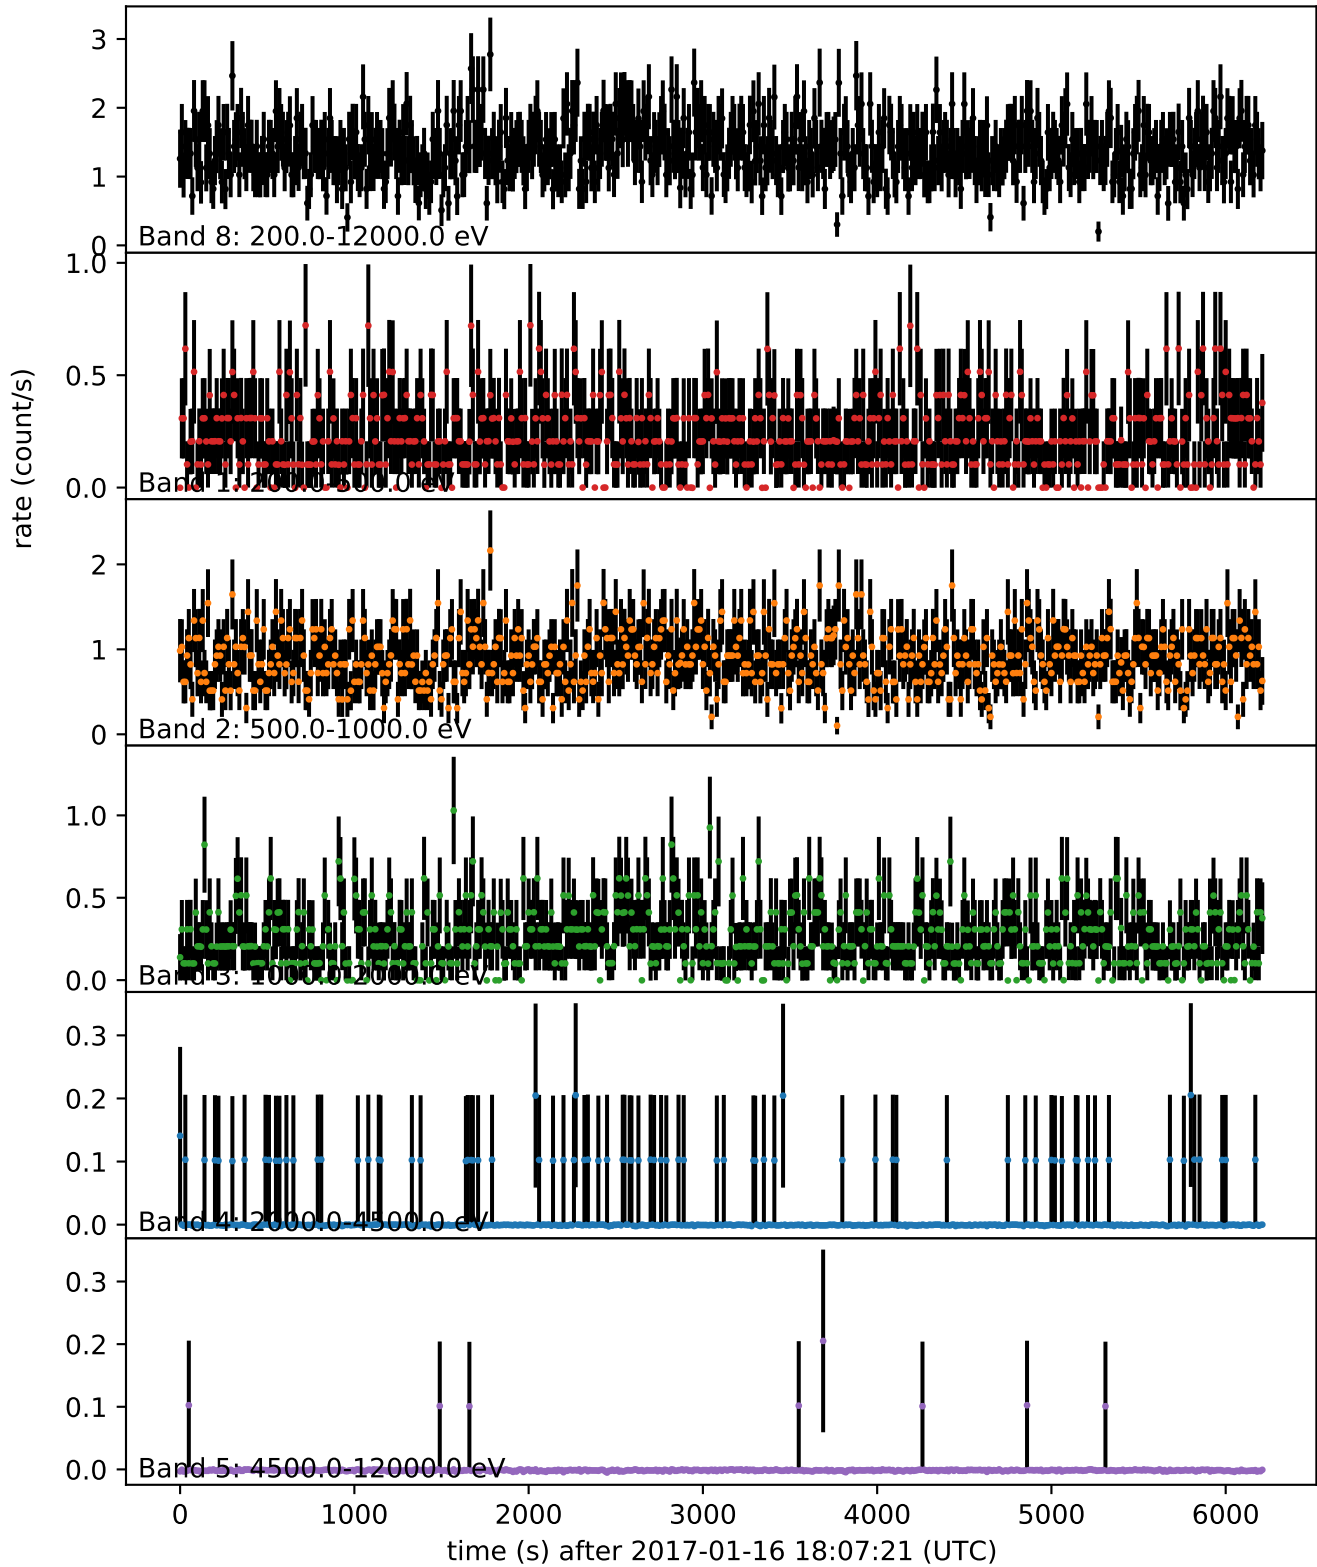 3
2
1
0
Band 8: 200.0-12000.0 eV
1.0
0.5
0.0
Band 1: 200.0-500.0 eV
rate (count/s)
2
1
0
Band 2: 500.0-1000.0 eV
1.0
0.5
0.0
Band 3: 1000.0-2000.0 eV
0.3
0.2
0.1
0.0
Band 4: 2000.0-4500.0 eV
0.3
0.2
0.1
0.0
Band 5: 4500.0-12000.0 eV
0 1000 2000 3000 4000 5000 6000
time (s) after 2017-01-16 18:07:21 (UTC)